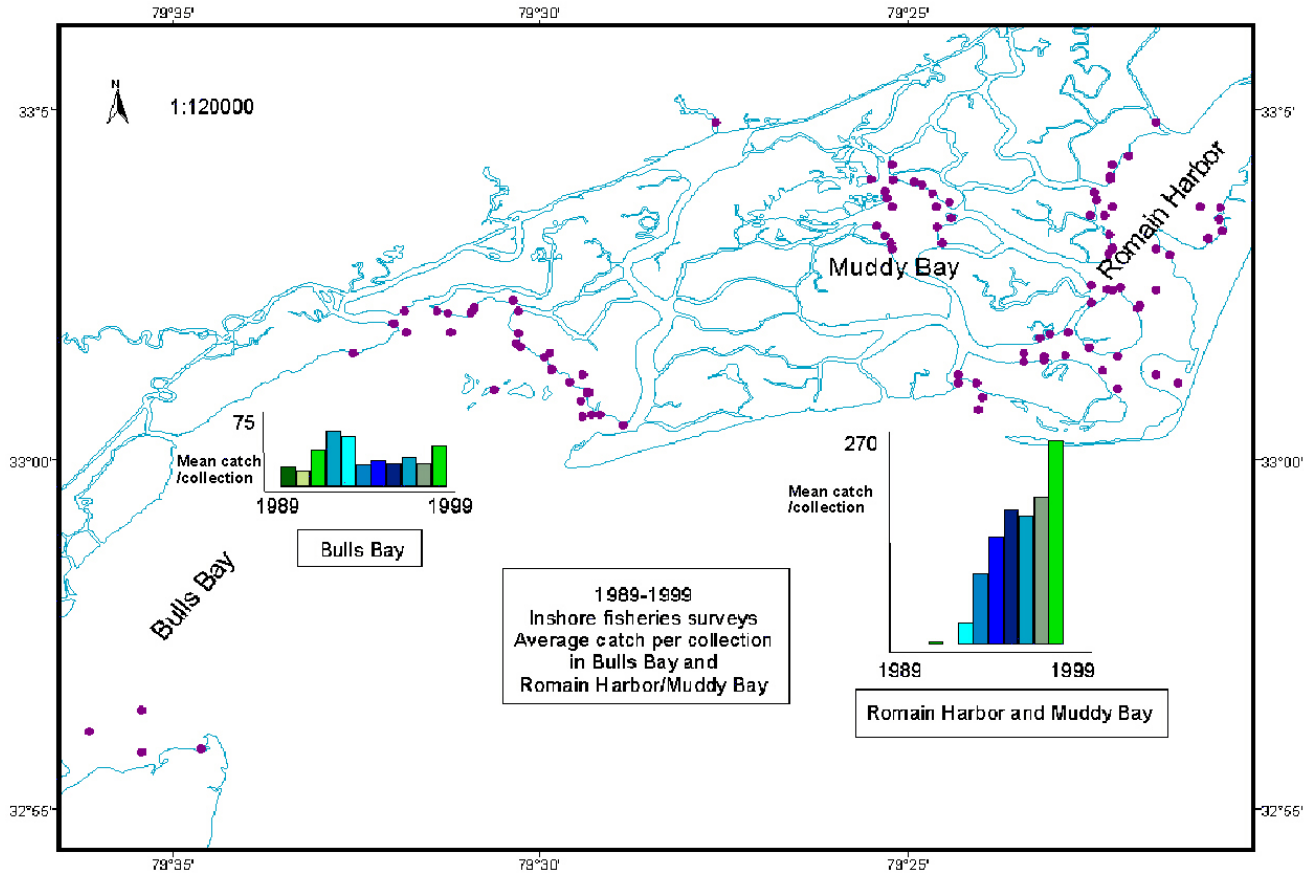 79°35'
79°30'
79°25'
33°5'
N
1:120000
33°5'
Romain Harbor
Muddy Bay
75
Mean catch
/collection
1989
1999
Bulls Bay
33°00'
270
Mean catch
/collection
1989
1999
Romain Harbor and Muddy Bay
33°00'
Bulls Bay
1989-1999
Inshore fisheries surveys
Average catch per collection
in Bulls Bay and
Romain Harbor/Muddy Bay
32°55'
32°55'
79°35'
79°30'
79°25'